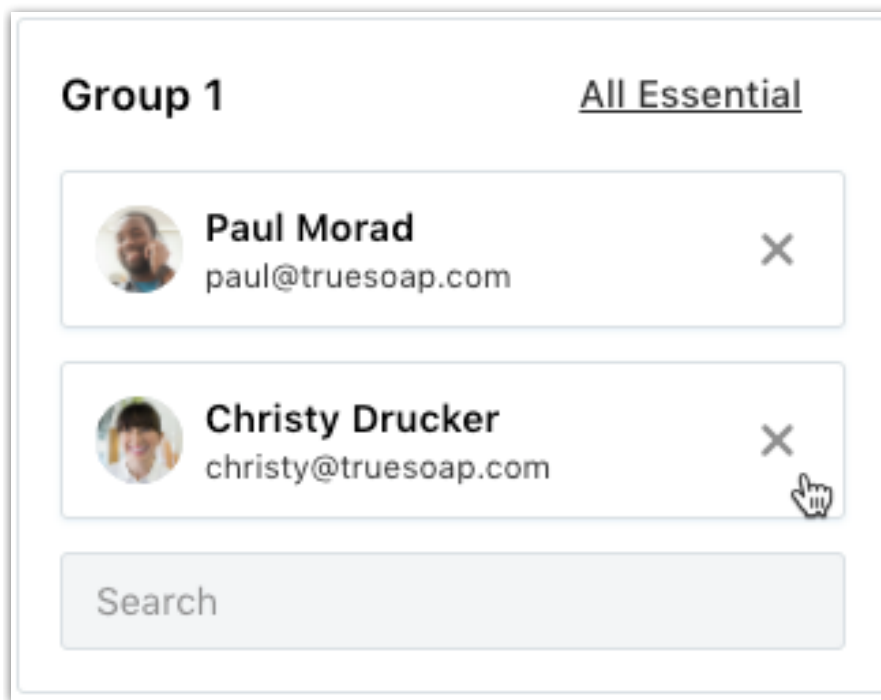 Group 1
All Essential
Paul Morad
paul@truesoap.com
Christy Drucker
christy@truesoap.com
Search